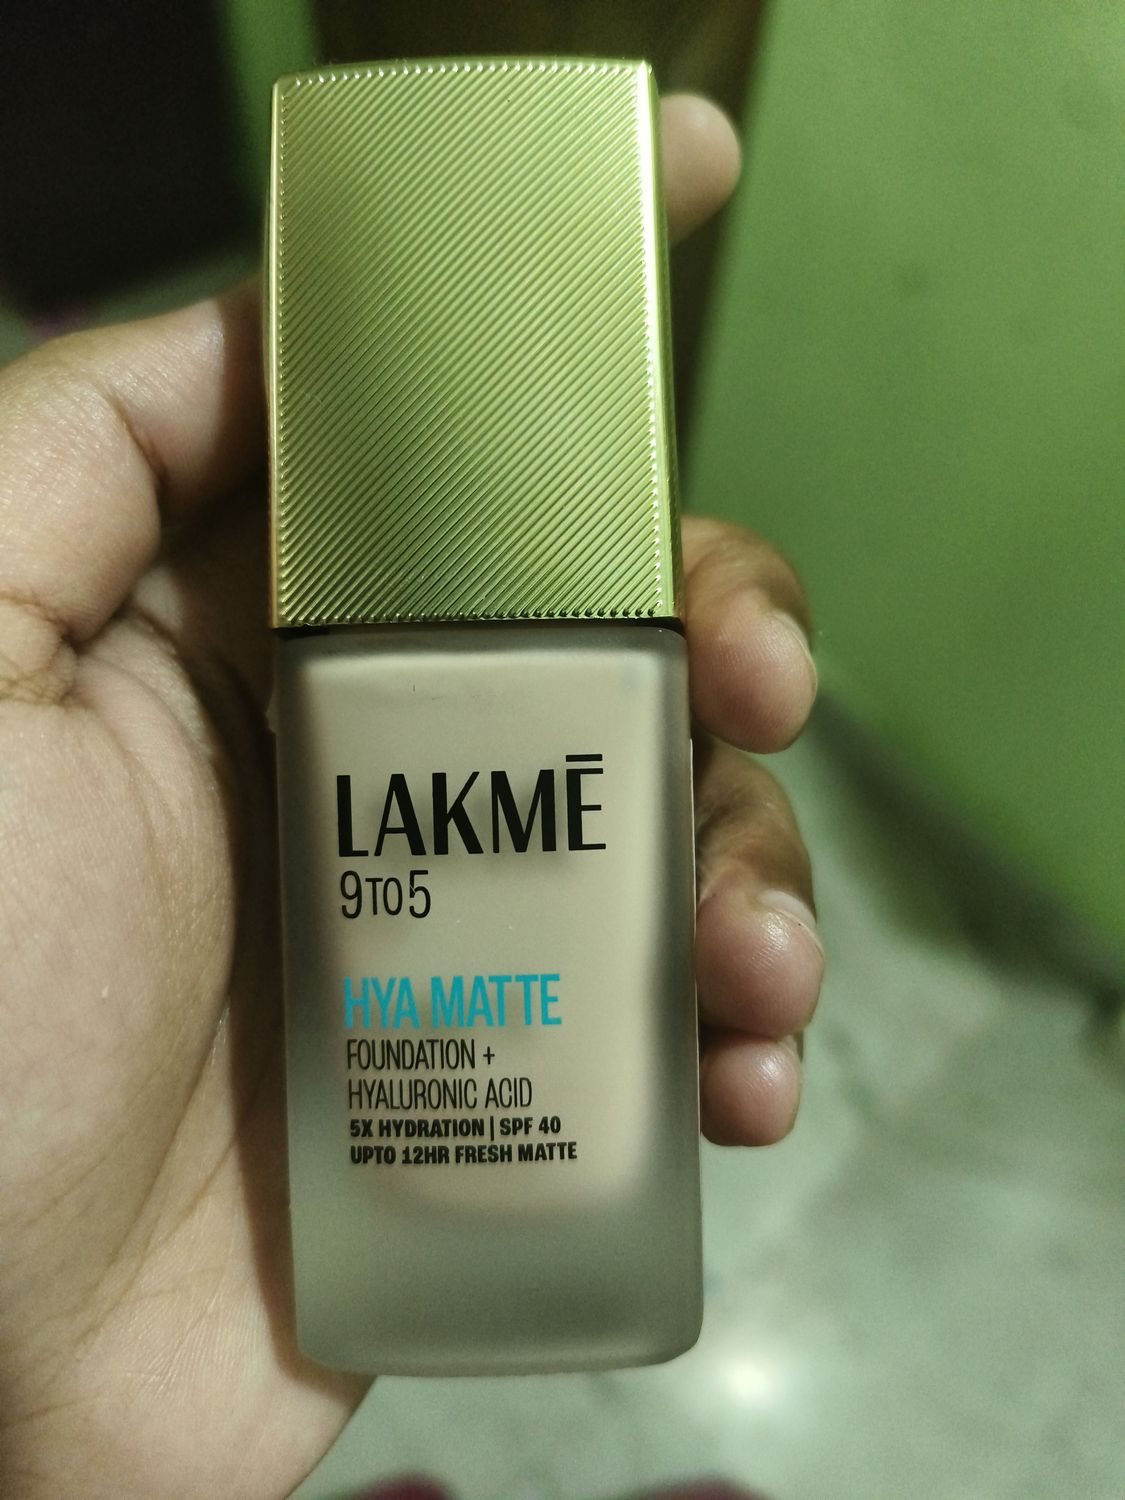 LAKMĒ
9TO5
HYA MATTE
FOUNDATION +
HYALURONIC ACID
5X HYDRATION | SPF 40
UPTO 12HR FRESH MATTE